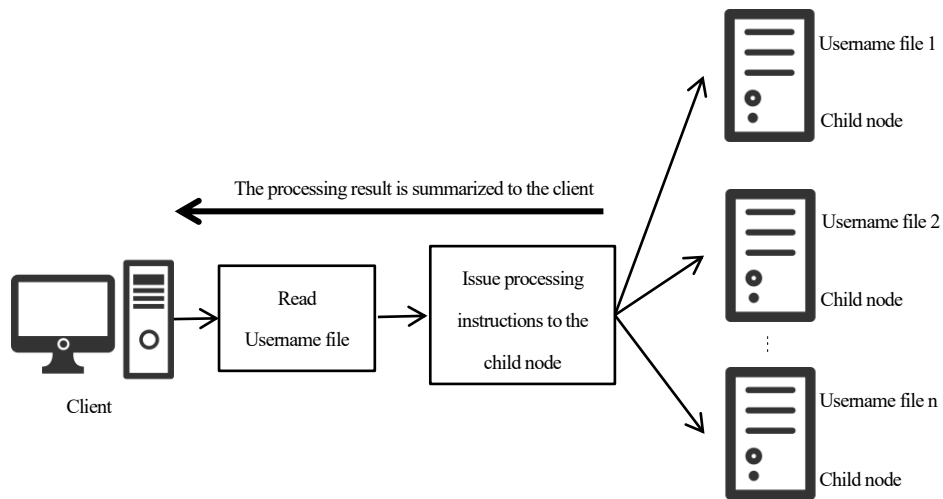 Username file 1
Child node
The processing result is summarized to the client
Username file 2
Child node
Read
Username file
Issue processing
instructions to the
child node
Client
Username file n
Child node